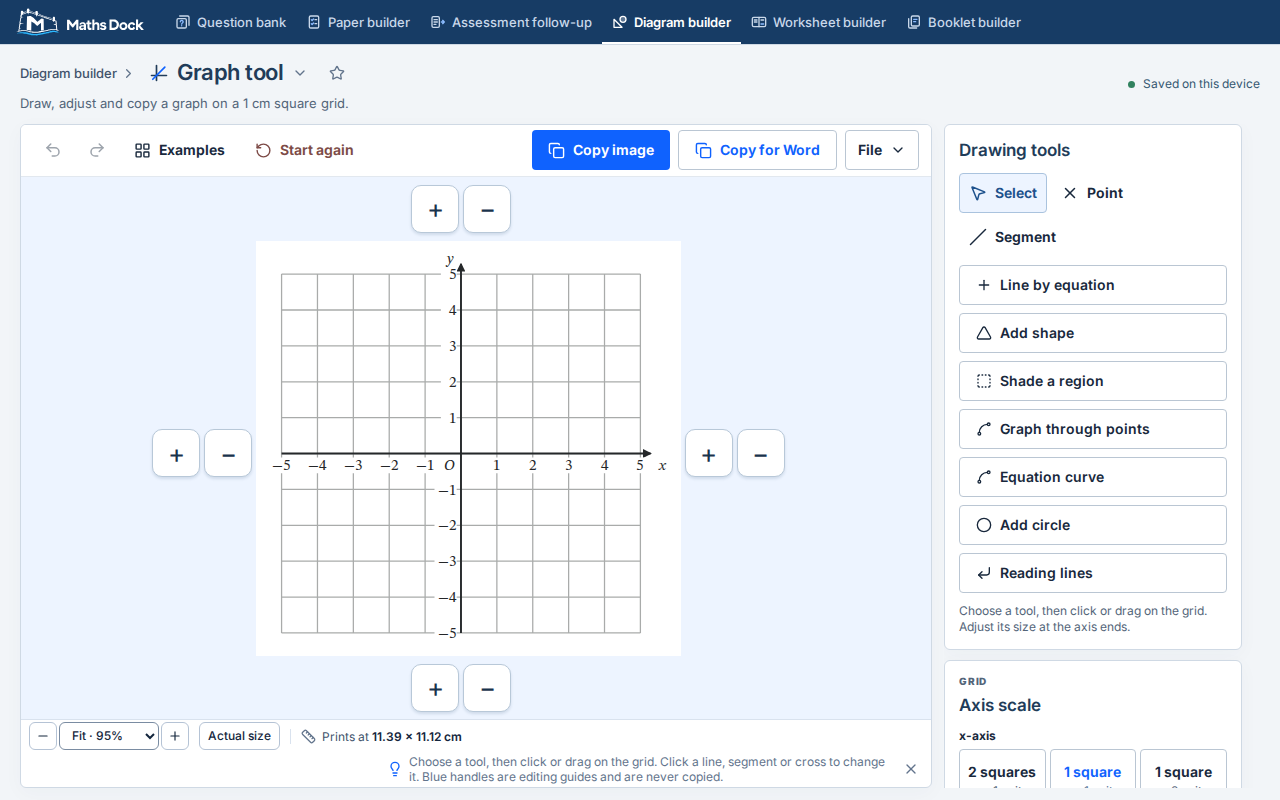 Maths Dock
Question bank
Paper builder
Assessment follow-up
Diagram builder
Worksheet builder
Booklet builder
Diagram builder
Graph tool
Draw, adjust and copy a graph on a 1 cm square grid.
Saved on this device
Examples
Start again
Copy image
Copy for Word
File
+ −
y
5
4
3
2
1
+ −
−5 −4 −3 −2 −1 O 1 2 3 4 5 x
+ −
−1
−2
−3
−4
−5
+ −
− Fit · 95% +
Actual size
Prints at 11.39 × 11.12 cm
Choose a tool, then click or drag on the grid. Click a line, segment or cross to change
it. Blue handles are editing guides and are never copied.
Drawing tools
Select
Point
Segment
Line by equation
Add shape
Shade a region
Graph through points
Equation curve
Add circle
Reading lines
Choose a tool, then click or drag on the grid.
Adjust its size at the axis ends.
GRID
Axis scale
x-axis
2 squares
1 square
1 square